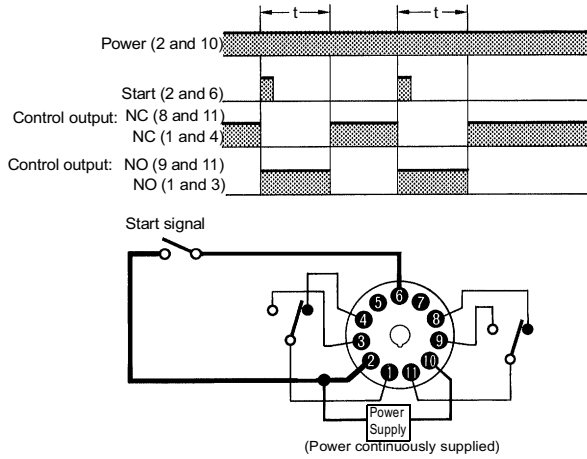 t t
Power (2 and 10)
Start (2 and 6)
Control output: NC (8 and 11)
NC (1 and 4)
Control output: NO (9 and 11)
NO (1 and 3)
Start signal
6
5 7
4 8
3 9
2 10
1 11
Power
Supply
(Power continuously supplied)